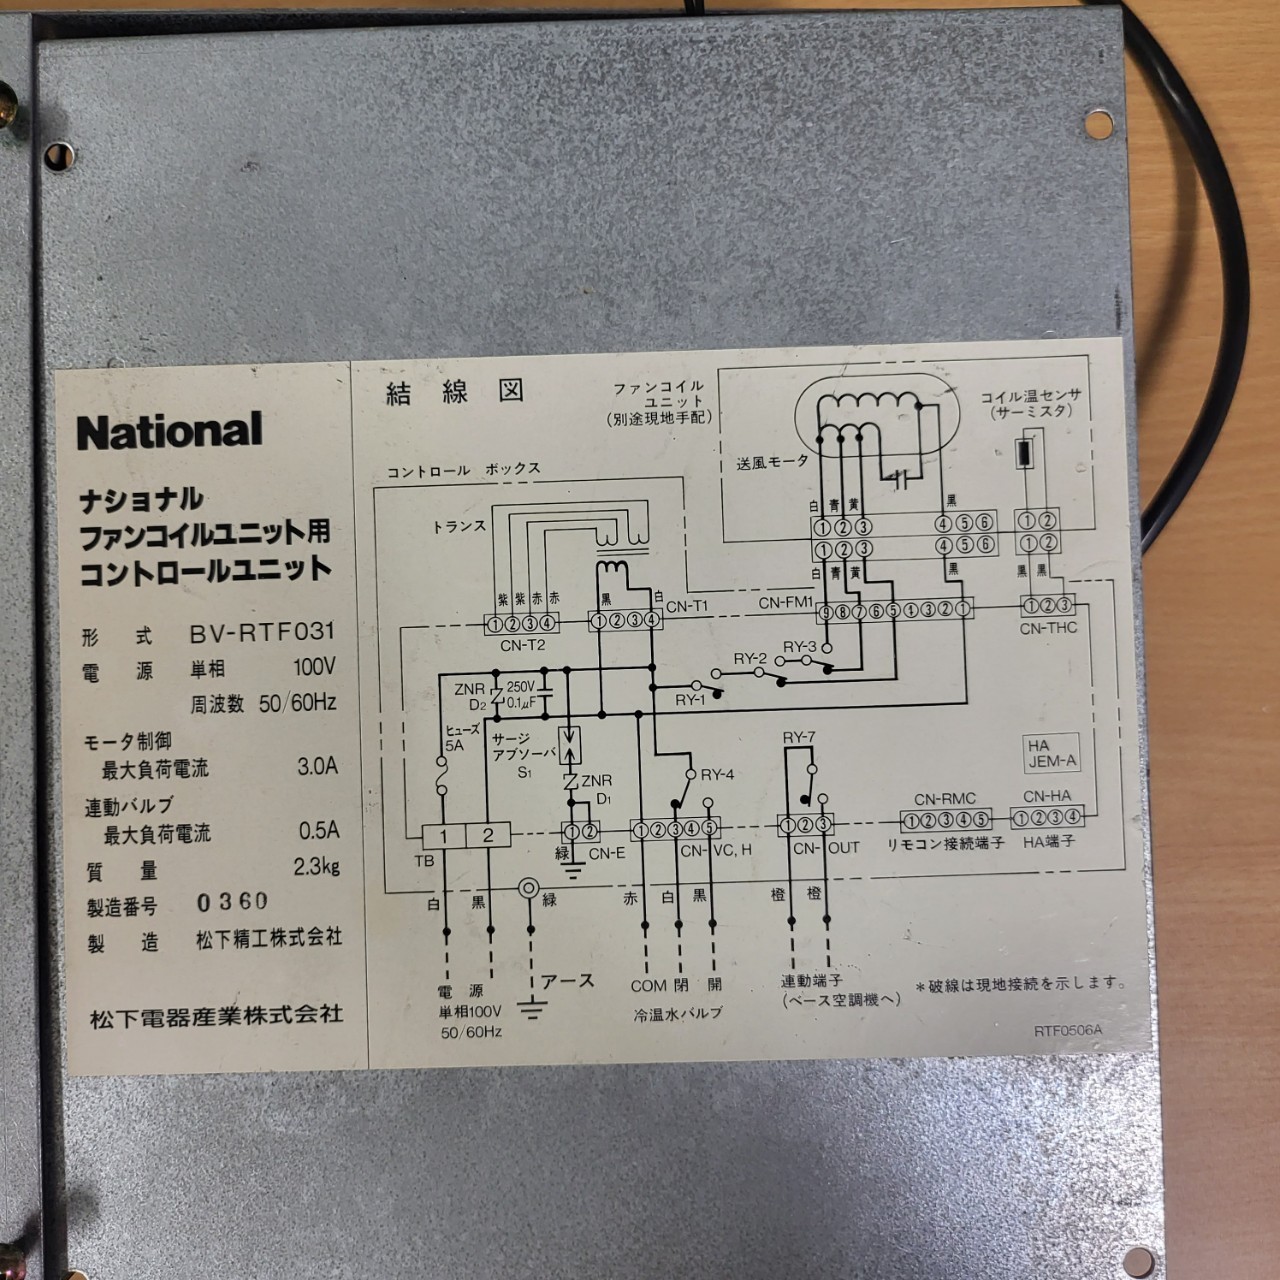 National
ナショナル
ファンコイルユニット用
コントロールユニット
形 式 BV-RTF031
電 源 単相 100V
周波数 50/60Hz
モータ制御
最大負荷電流 3.0A
連動バルブ
最大負荷電流 0.5A
質 量 2.3kg
製造番号 0360
製 造 松下精工株式会社
松下電器産業株式会社
結線図
ファンコイル
ユニット
(別途現地手配)
コイル温センサ
(サーミスタ)
送風モータ
コントロール ボックス
トランス
白 青 黄 黒
①②③ ④⑤⑥ ①②
①②③ ④⑤⑥ ①②
白 青 黄 黒 黒 黒
紫 紫 赤 赤 黒 白
①②③④ ①②③④ CN-T1
CN-T2
CN-FM1 ⑨⑧⑦⑥⑤④③②①
①②③
CN-THC
RY-3
RY-2
RY-1
ZNR
D2
250V
0.1μF
ヒューズ
5A
サージ
アブソーバ
S1
ZNR
D1
RY-4
RY-7
HA
JEM-A
CN-RMC
①②③④⑤
リモコン接続端子
CN-HA
①②③④
HA端子
1 2
TB
①②
緑 CN-E
①②③④⑤
CN-VC, H
①②③
CN-OUT
白 黒 緑 赤 白 黒 橙 橙
電 源
単相100V
50/60Hz
アース
COM 閉 開
冷温水バルブ
連動端子
(ベース空調機へ)
＊破線は現地接続を示します。
RTF0506A